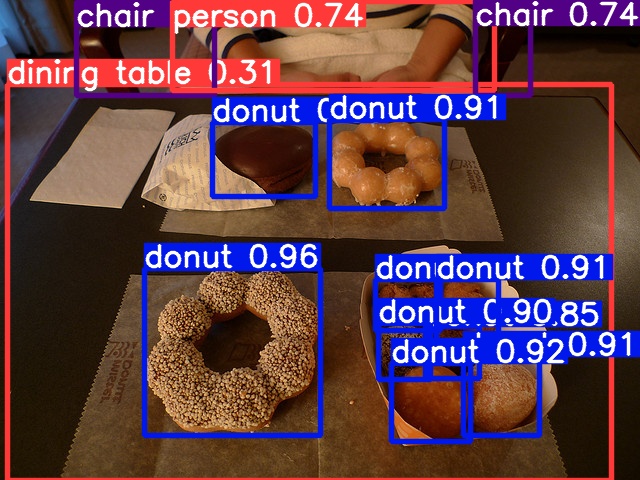 chair
person 0.74
chair 0.74
dining table 0.31
donut
donut 0.91
donut 0.96
donut 0.91
donut 0.90
.85
donut 0.92
0.91